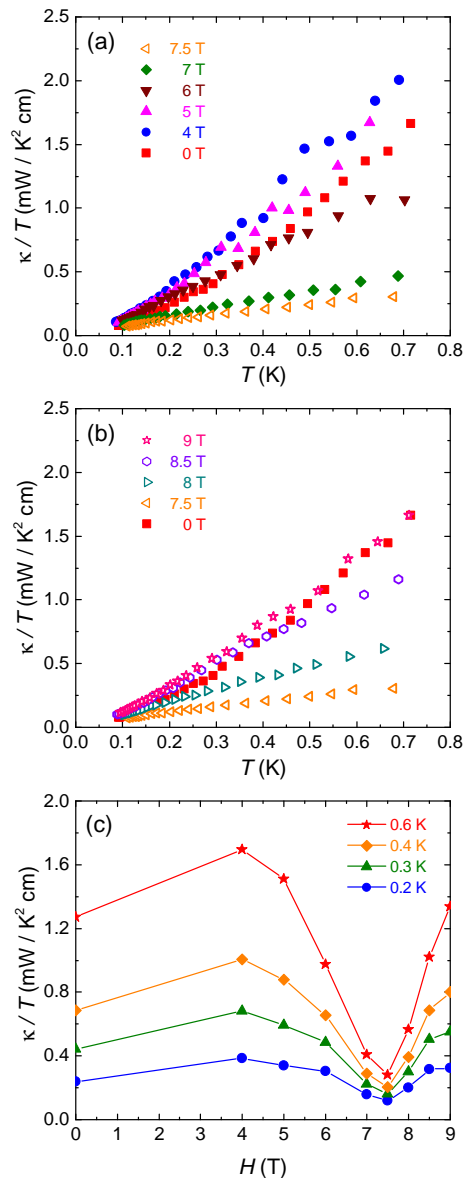 (a)
7.5 T
7 T
6 T
5 T
4 T
0 T
2.5
2.0
1.5
1.0
0.5
0.0
κ / T (mW / K² cm)
0.0 0.1 0.2 0.3 0.4 0.5 0.6 0.7 0.8
T (K)
(b)
9 T
8.5 T
8 T
7.5 T
0 T
2.5
2.0
1.5
1.0
0.5
0.0
κ / T (mW / K² cm)
0.0 0.1 0.2 0.3 0.4 0.5 0.6 0.7 0.8
T (K)
(c)
0.6 K
0.4 K
0.3 K
0.2 K
2.0
1.6
1.2
0.8
0.4
0.0
κ / T (mW / K² cm)
0 1 2 3 4 5 6 7 8 9
H (T)